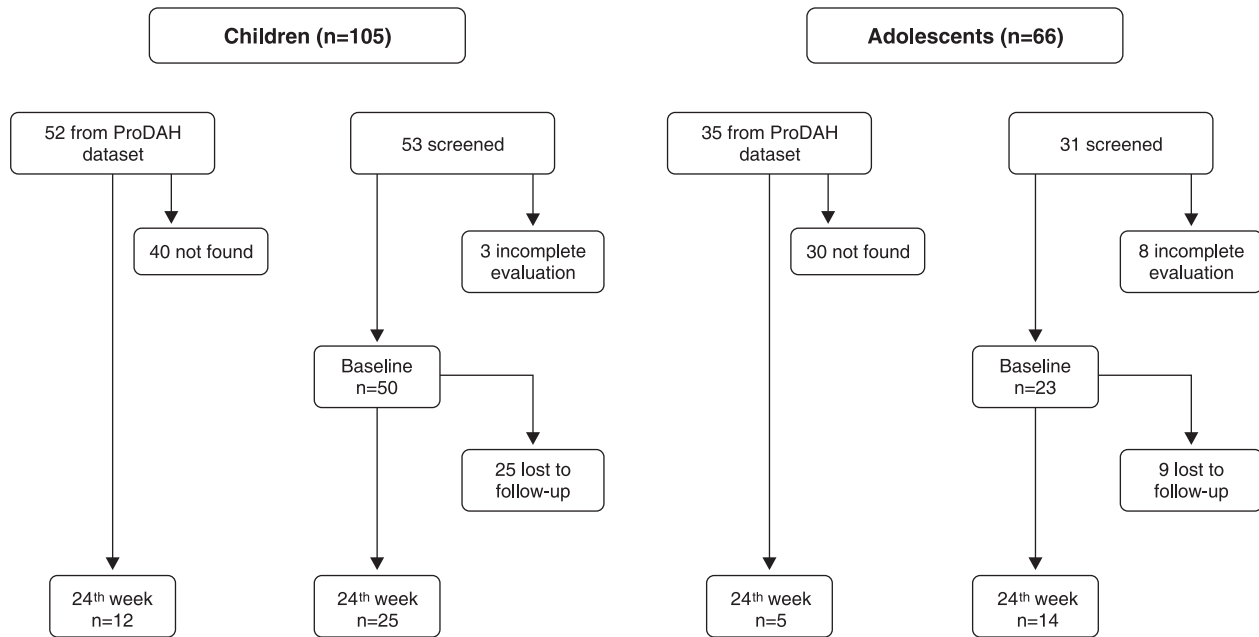 Children (n=105)
Adolescents (n=66)
52 from ProDAH
dataset
53 screened
35 from ProDAH
dataset
31 screened
40 not found
3 incomplete
evaluation
30 not found
8 incomplete
evaluation
Baseline
n=50
Baseline
n=23
25 lost to
follow-up
9 lost to
follow-up
24th week
n=12
24th week
n=25
24th week
n=5
24th week
n=14